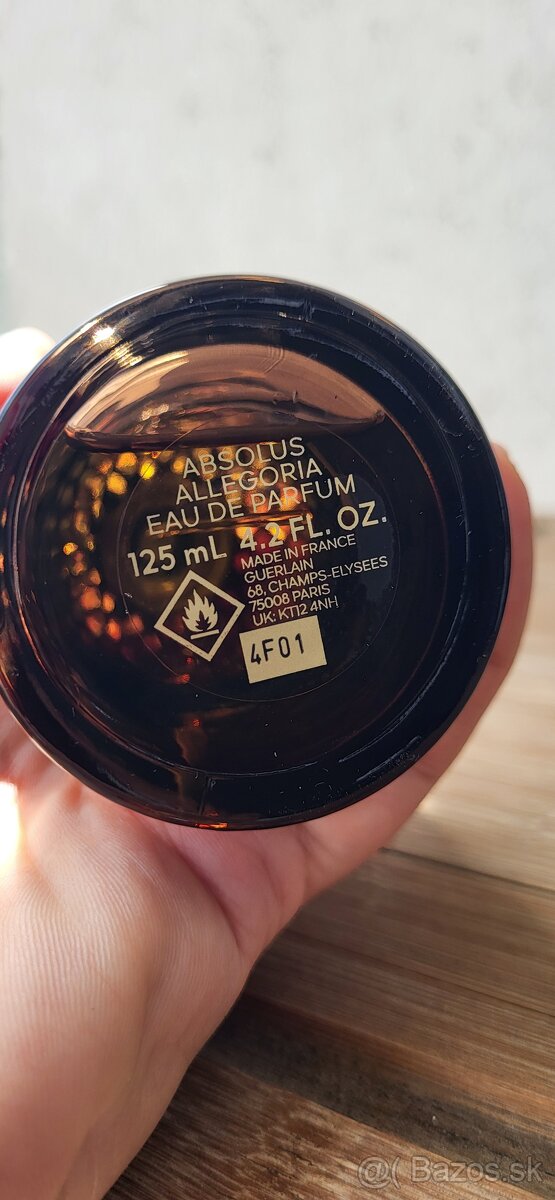 ABSOLUS
ALLEGORIA
EAU DE PARFUM
125 mL 4.2 FL. OZ.
MADE IN FRANCE
GUERLAIN
68, CHAMPS-ELYSEES
75008 PARIS
UK: KT12 4NH
4F01
@( Bazos.sk